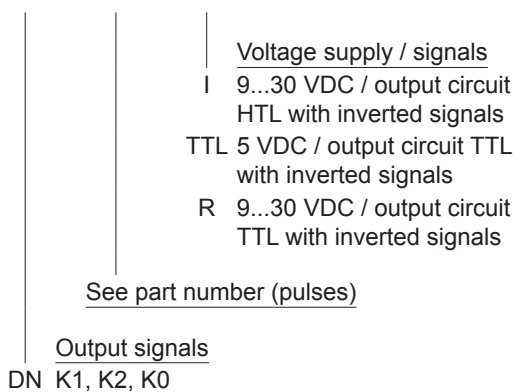 Voltage supply / signals
I 9...30 VDC / output circuit
HTL with inverted signals
TTL 5 VDC / output circuit TTL
with inverted signals
R 9...30 VDC / output circuit
TTL with inverted signals
See part number (pulses)
Output signals
DN K1, K2, K0